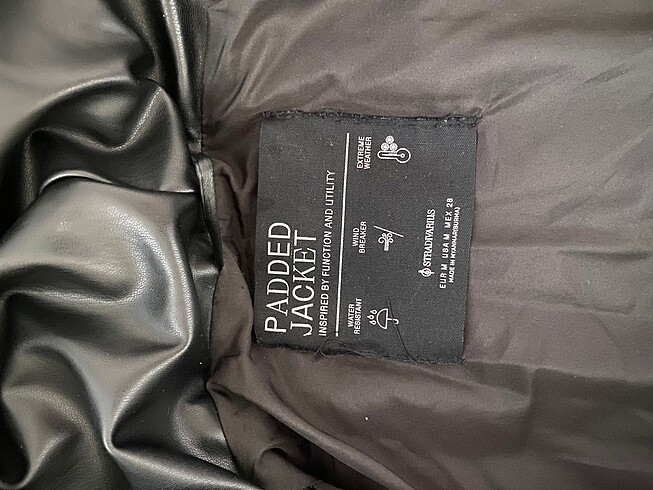 PADDED
JACKET
INSPIRED BY FUNCTION AND UTILITY
WATER
RESISTANT
WIND
BREAKER
EXTREME
WEATHER
STRADIVARIUS
EUR M USA M MEX 28
MADE IN MYANMAR(BURMA)